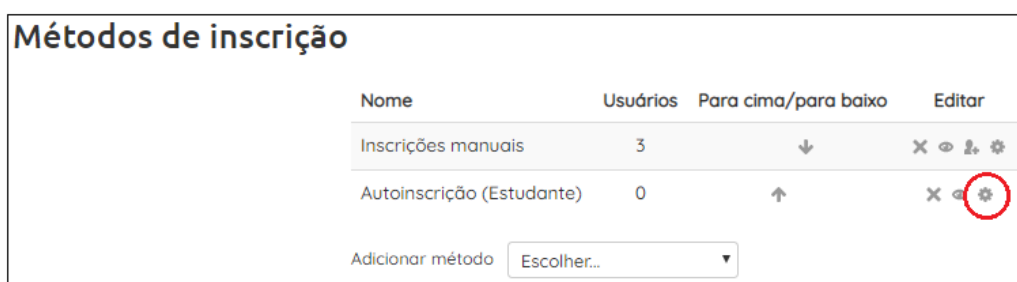 Métodos de inscrição
Nome Usuários Para cima/para baixo Editar
Inscrições manuais 3
Autoinscrição (Estudante) 0
Adicionar método Escolher...